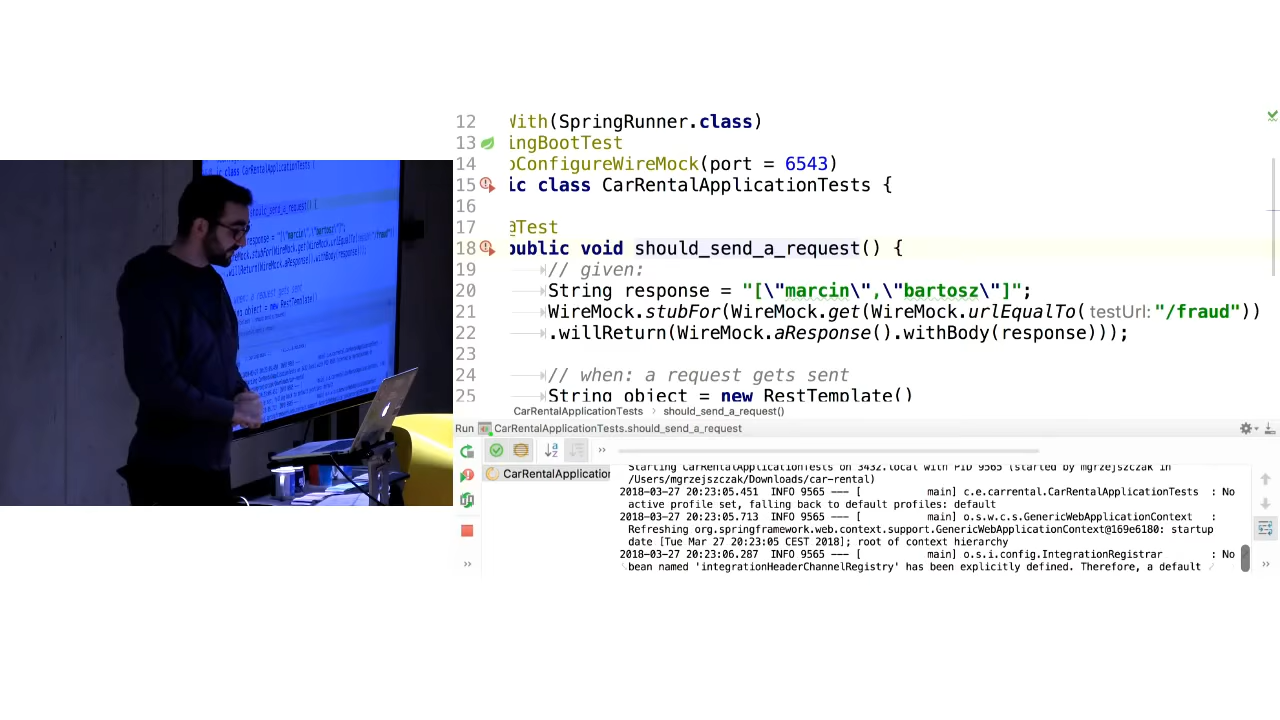 12 With(SpringRunner.class)
13 ingBootTest
14 oConfigureWireMock(port = 6543)
15 ic class CarRentalApplicationTests {
16
17 @Test
18 public void should_send_a_request() {
19 // given:
20 String response = "[\"marcin\",\"bartosz\"]";
21 WireMock.stubFor(WireMock.get(WireMock.urlEqualTo(testUrl: "/fraud"))
22 .willReturn(WireMock.aResponse().withBody(response)));
23
24 // when: a request gets sent
25 String object = new RestTemplate()
CarRentalApplicationTests › should_send_a_request()
Run CarRentalApplicationTests.should_send_a_request
CarRentalApplication
Starting CarRentalApplicationTests on 3432.local with PID 9565 (started by mgrzejszczak in
/Users/mgrzejszczak/Downloads/car-rental)
2018-03-27 20:23:05.451 INFO 9565 --- [ main] c.e.carrental.CarRentalApplicationTests : No
active profile set, falling back to default profiles: default
2018-03-27 20:23:05.713 INFO 9565 --- [ main] o.s.w.c.s.GenericWebApplicationContext :
Refreshing org.springframework.web.context.support.GenericWebApplicationContext@169e6180: startup
date [Tue Mar 27 20:23:05 CEST 2018]; root of context hierarchy
2018-03-27 20:23:06.287 INFO 9565 --- [ main] o.s.i.config.IntegrationRegistrar : No
bean named 'integrationHeaderChannelRegistry' has been explicitly defined. Therefore, a default